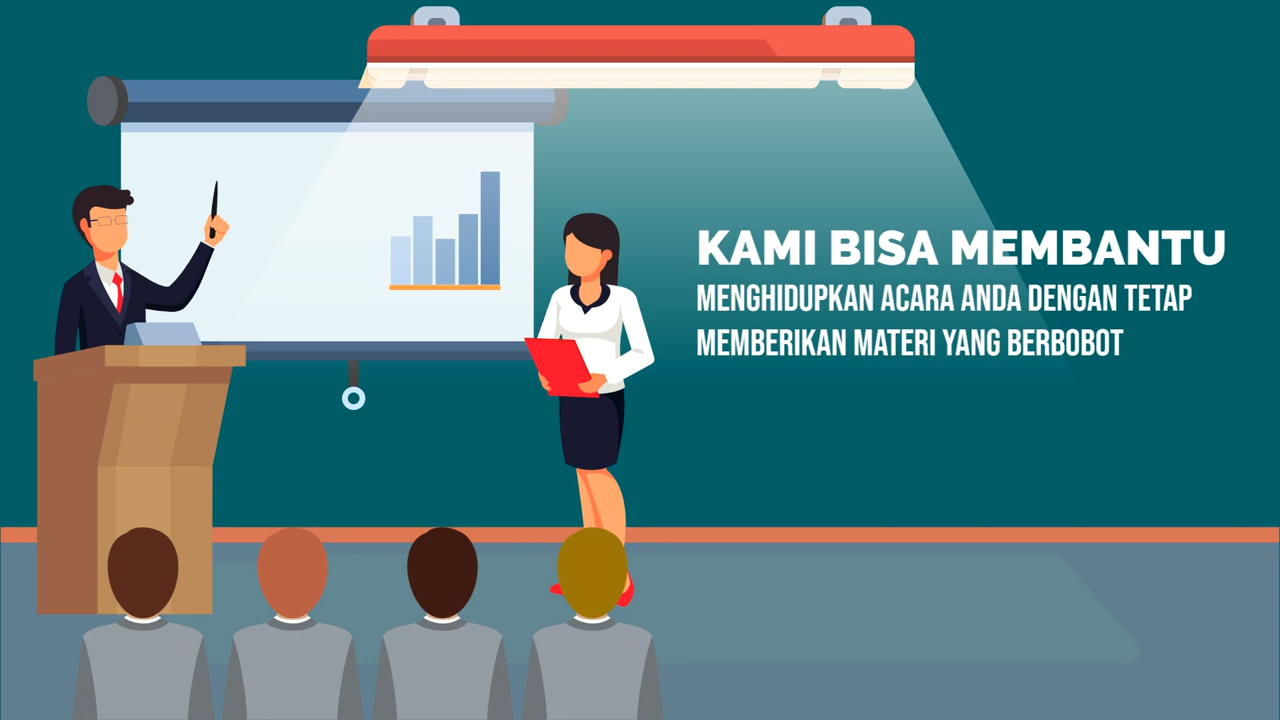 KAMI BISA MEMBANTU
MENGHIDUPKAN ACARA ANDA DENGAN TETAP
MEMBERIKAN MATERI YANG BERBOBOT